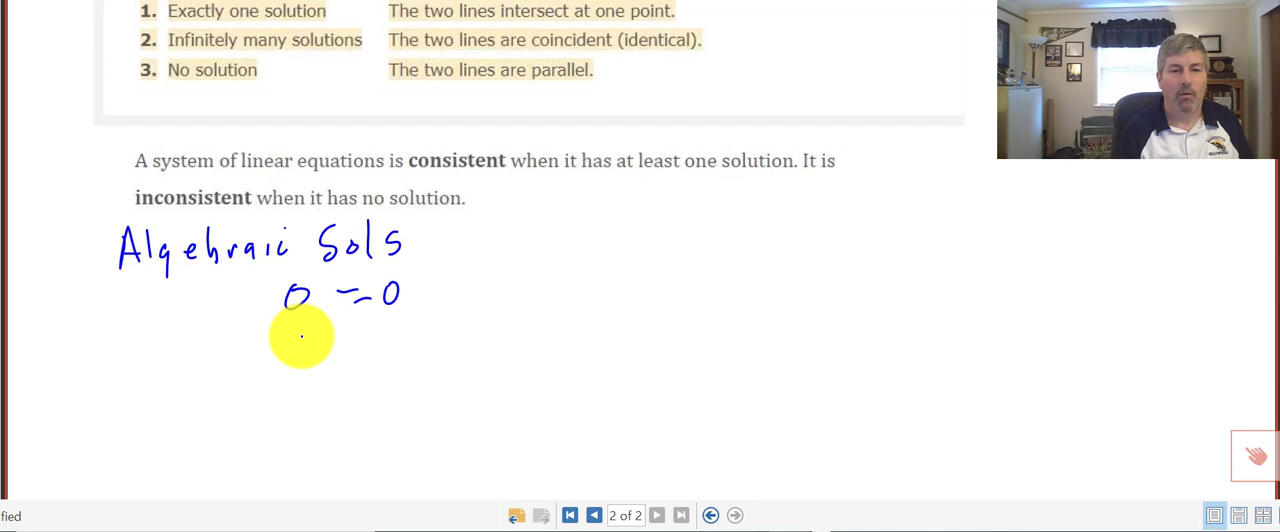 1. Exactly one solution The two lines intersect at one point.
2. Infinitely many solutions The two lines are coincident (identical).
3. No solution The two lines are parallel.
A system of linear equations is consistent when it has at least one solution. It is
inconsistent when it has no solution.
Algebraic Sols
0 = 0
fied
2 of 2